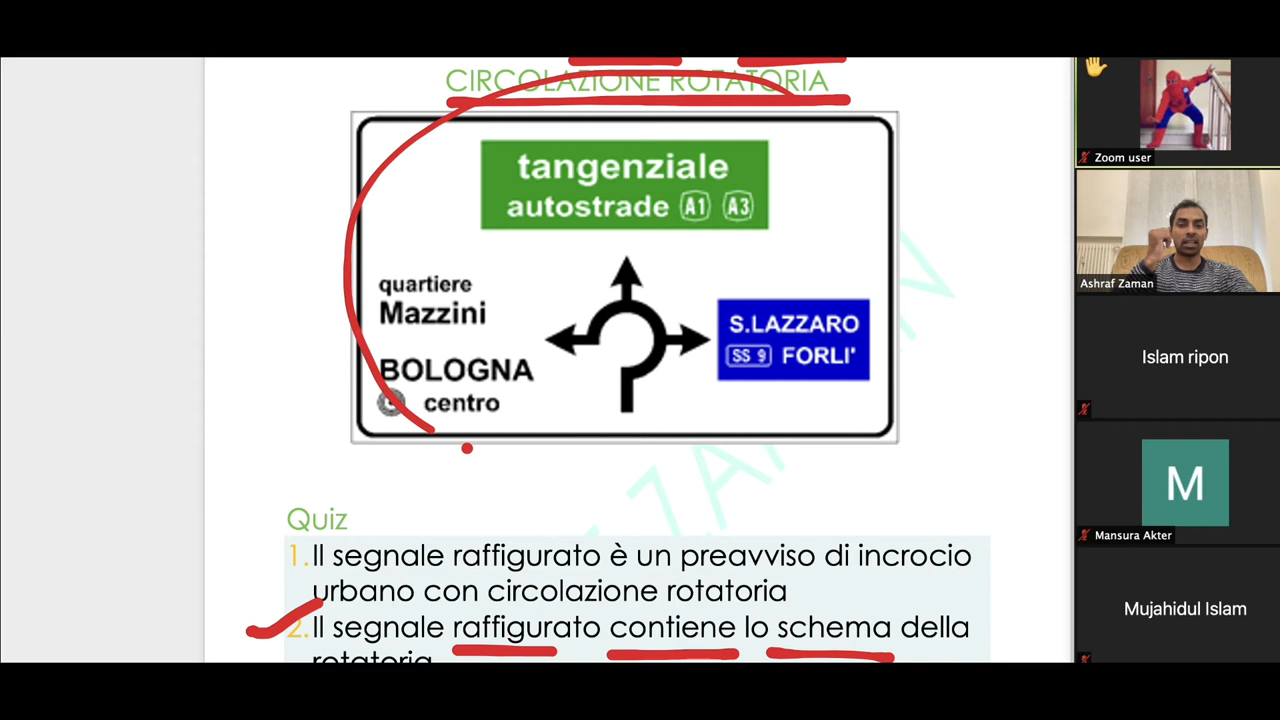 CIRCOLAZIONE ROTATORIA
tangenziale
autostrade A1 A3
quartiere
Mazzini
BOLOGNA
centro
S.LAZZARO
SS 9 FORLI'
Quiz
1. Il segnale raffigurato è un preavviso di incrocio
urbano con circolazione rotatoria
2. Il segnale raffigurato contiene lo schema della
rotatoria
Zoom user
Ashraf Zaman
Islam ripon
M
Mansura Akter
Mujahidul Islam